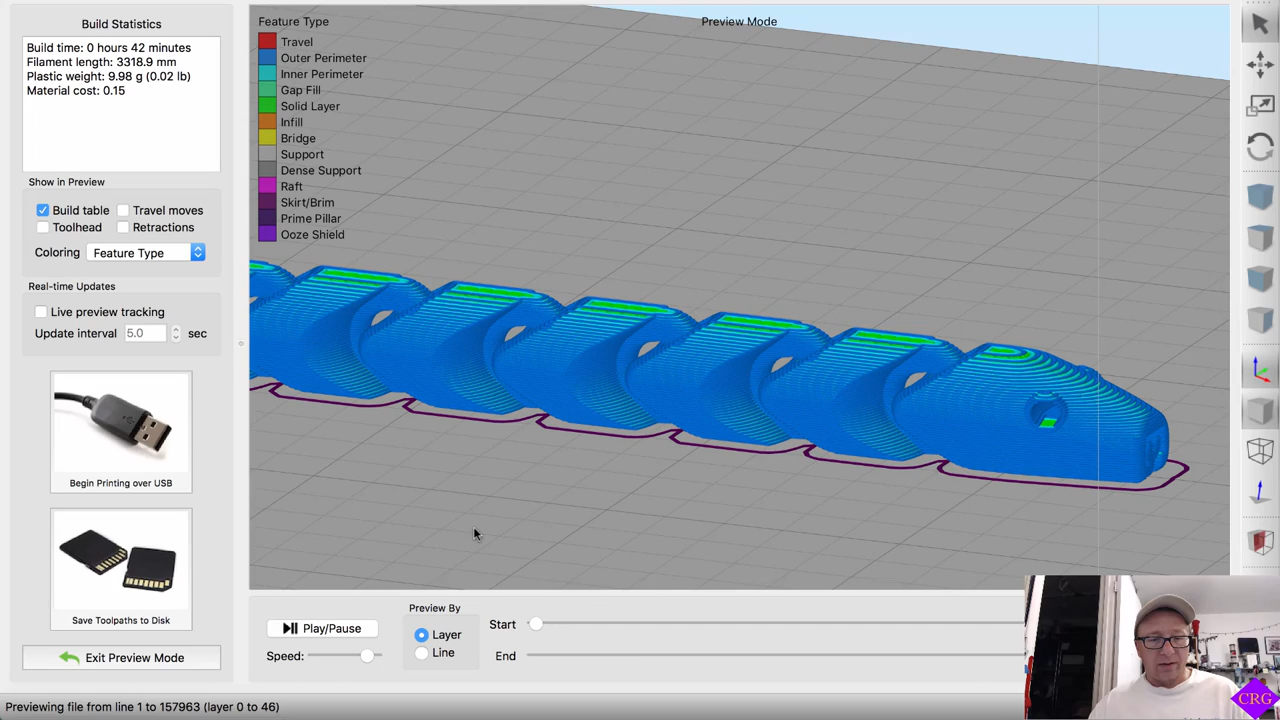 Build Statistics
Build time: 0 hours 42 minutes
Filament length: 3318.9 mm
Plastic weight: 9.98 g (0.02 lb)
Material cost: 0.15
Show in Preview
Build table
Travel moves
Toolhead
Retractions
Coloring
Feature Type
Real-time Updates
Live preview tracking
Update interval
5.0
sec
Begin Printing over USB
Save Toolpaths to Disk
Exit Preview Mode
Previewing file from line 1 to 157963 (layer 0 to 46)
Feature Type
Travel
Outer Perimeter
Inner Perimeter
Gap Fill
Solid Layer
Infill
Bridge
Support
Dense Support
Raft
Skirt/Brim
Prime Pillar
Ooze Shield
Preview Mode
Play/Pause
Speed:
Preview By
Layer
Line
Start
End
CRG